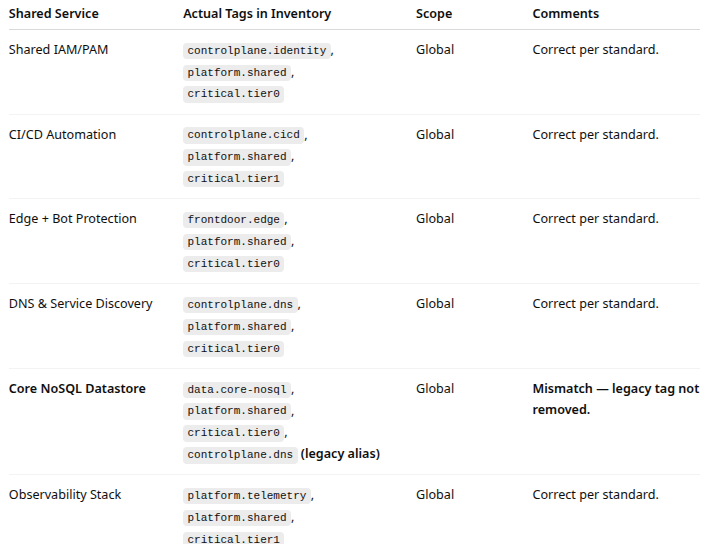 Shared Service Actual Tags in Inventory Scope Comments
Shared IAM/PAM controlplane.identity, Global Correct per standard.
platform.shared,
critical.tier0
CI/CD Automation controlplane.cicd, Global Correct per standard.
platform.shared,
critical.tier1
Edge + Bot Protection frontdoor.edge, Global Correct per standard.
platform.shared,
critical.tier0
DNS & Service Discovery controlplane.dns, Global Correct per standard.
platform.shared,
critical.tier0
Core NoSQL Datastore data.core-nosql, Global Mismatch — legacy tag not
platform.shared, removed.
critical.tier0,
controlplane.dns (legacy alias)
Observability Stack platform.telemetry, Global Correct per standard.
platform.shared,
critical.tier1